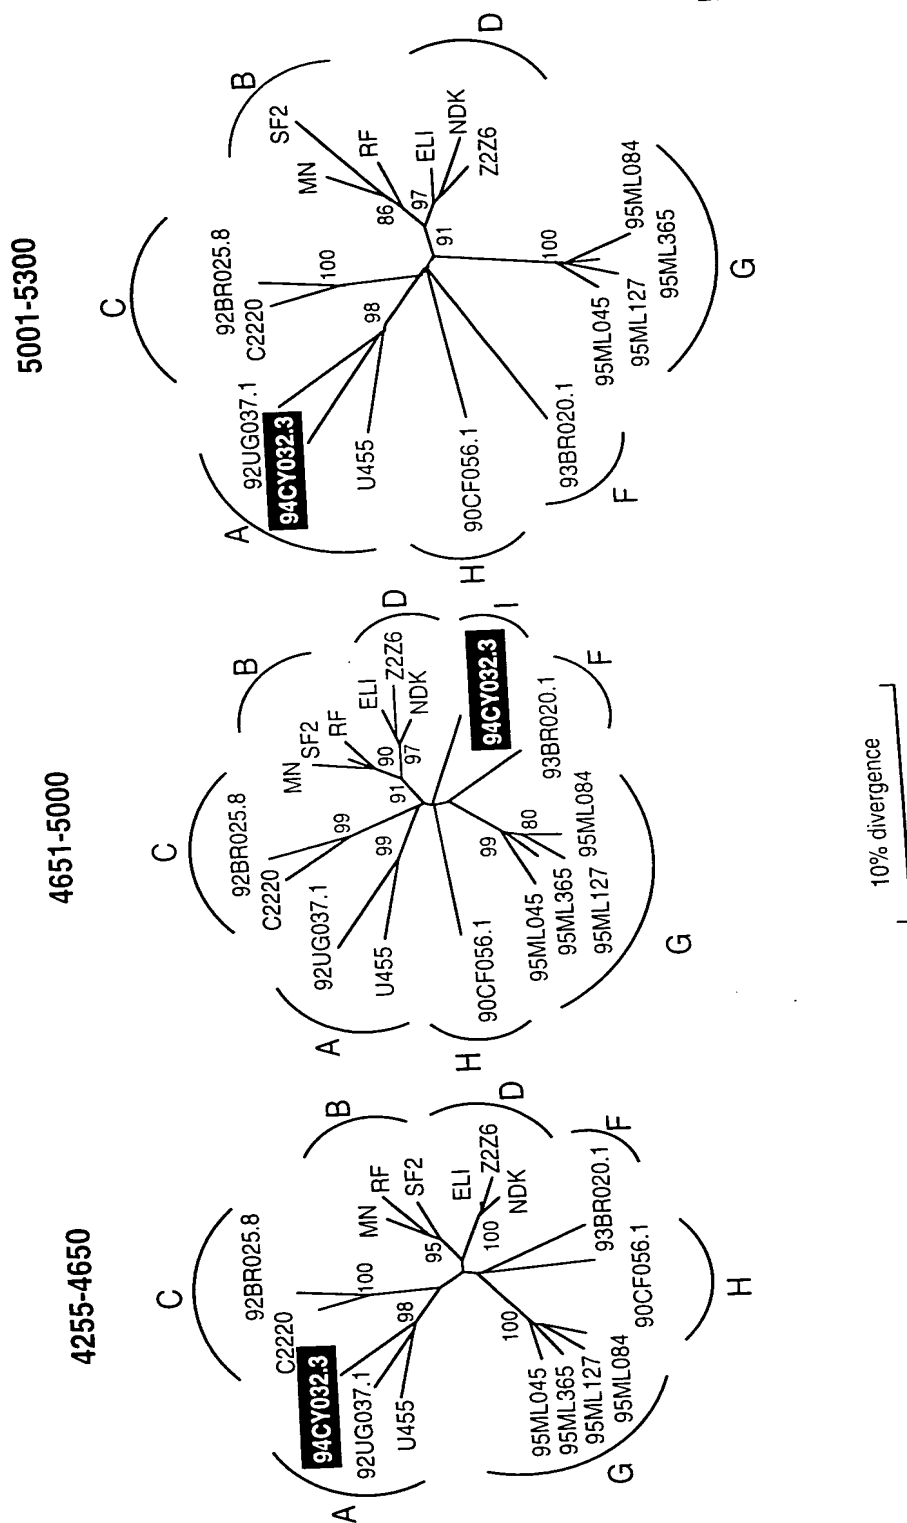 4255-4650
C
92BR025.8
C2220
100
94CY032.3
92UG037.1
U455
98
A
B
MN
RF
SF2
95
D
ELI
Z2Z6
NDK
100
F
93BR020.1
90CF056.1
H
100
95ML045
95ML365
95ML127
95ML084
G
4651-5000
C
92BR025.8
C2220
99
92UG037.1
U455
99
A
B
MN
SF2
RF
91
90
97
D
ELI
Z2Z6
NDK
I
94CY032.3
F
93BR020.1
90CF056.1
H
99
80
95ML045
95ML365
95ML127
95ML084
G
5001-5300
C
92BR025.8
C2220
100
92UG037.1
94CY032.3
U455
98
A
B
SF2
MN
RF
86
D
ELI
NDK
Z2Z6
97
91
90CF056.1
H
93BR020.1
F
100
95ML045
95ML127
95ML365
95ML084
G
10% divergence